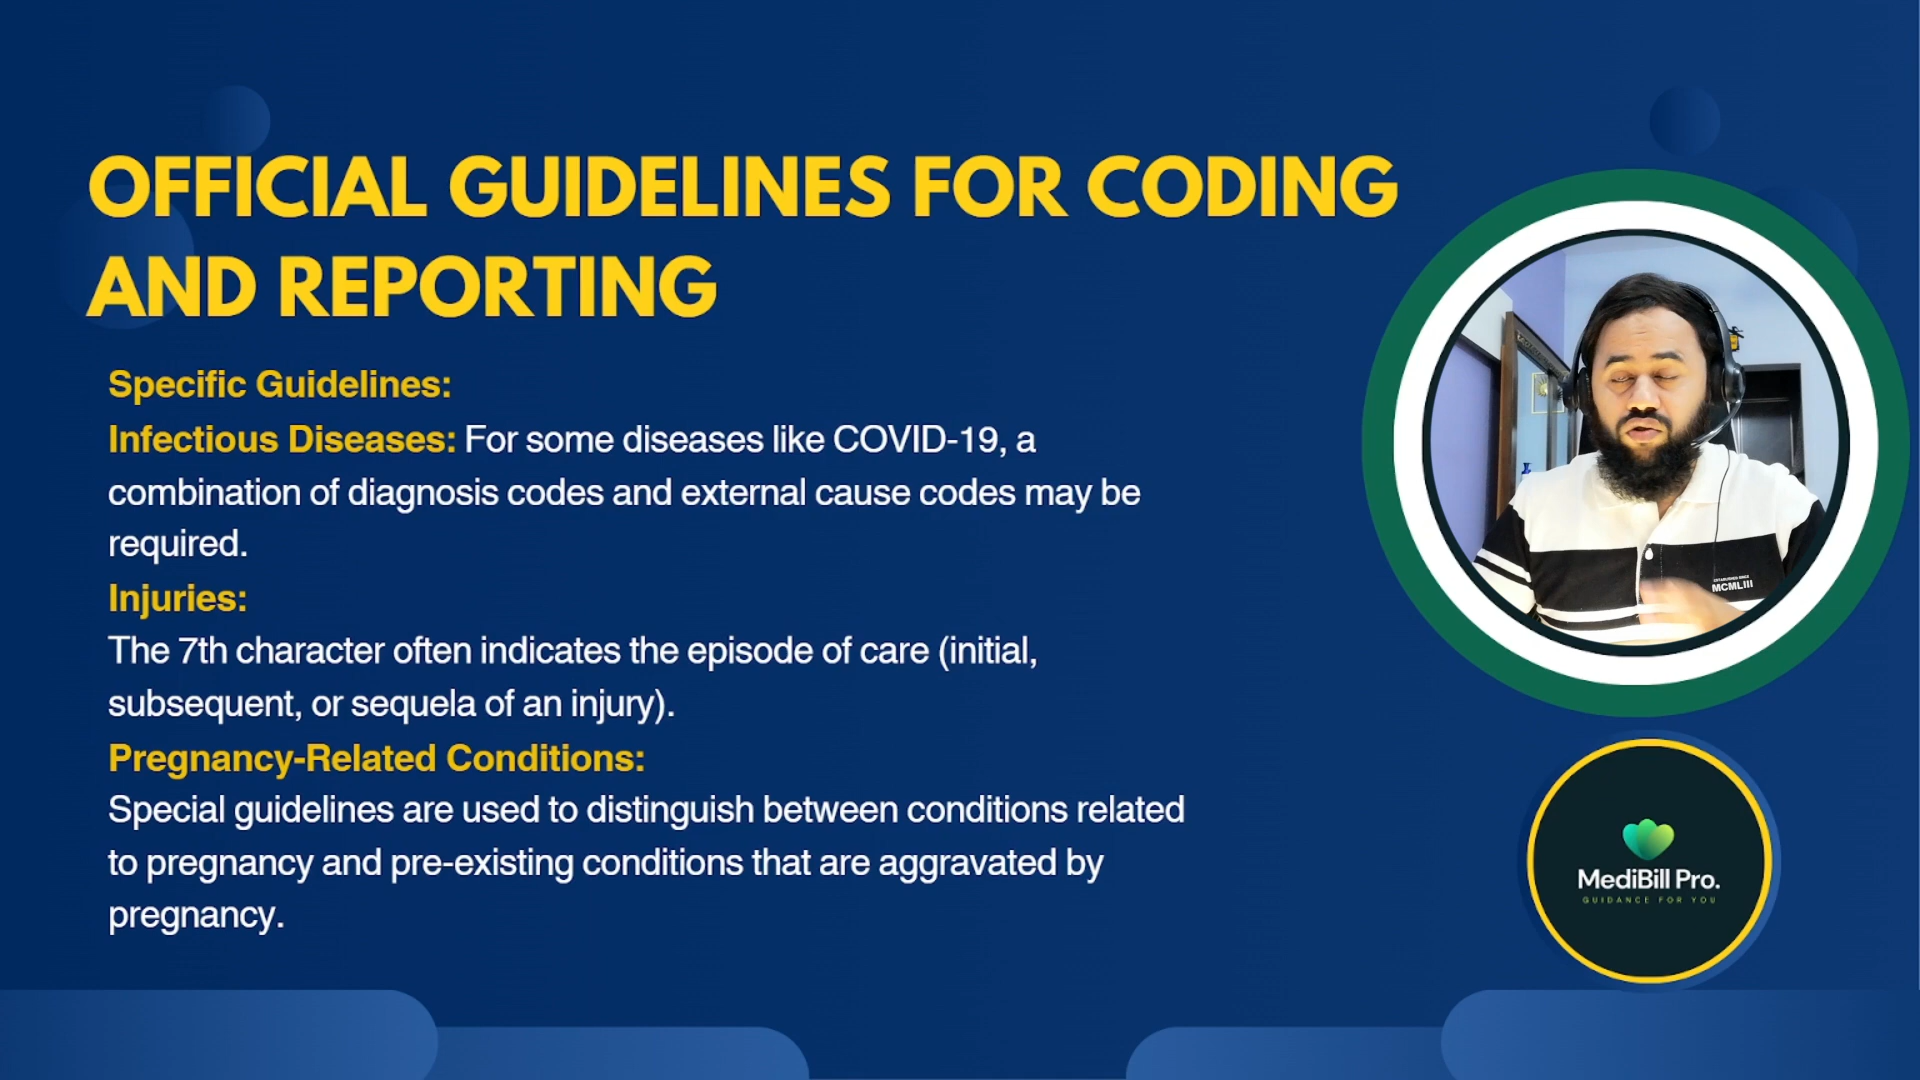 OFFICIAL GUIDELINES FOR CODING
AND REPORTING
Specific Guidelines:
Infectious Diseases: For some diseases like COVID-19, a
combination of diagnosis codes and external cause codes may be
required.
Injuries:
The 7th character often indicates the episode of care (initial,
subsequent, or sequela of an injury).
Pregnancy-Related Conditions:
Special guidelines are used to distinguish between conditions related
to pregnancy and pre-existing conditions that are aggravated by
pregnancy.
ESTABLISHED SINCE
MCMLIII
MediBill Pro.
GUIDANCE FOR YOU